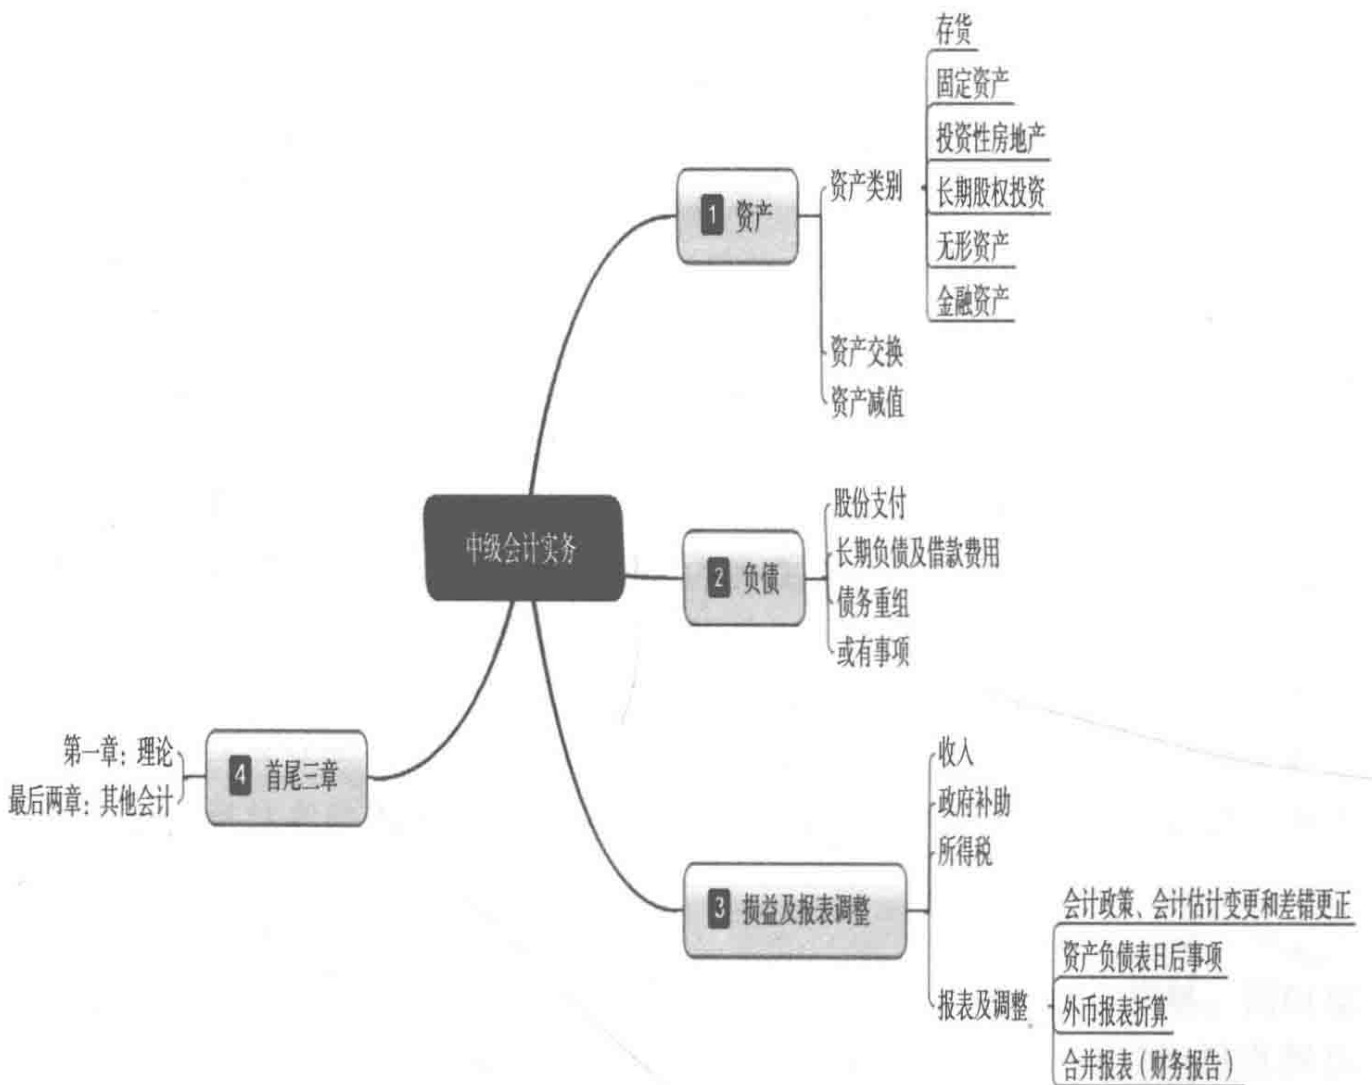 中级会计实务
1 资产
资产类别
存货
固定资产
投资性房地产
长期股权投资
无形资产
金融资产
资产交换
资产减值
2 负债
股份支付
长期负债及借款费用
债务重组
或有事项
3 损益及报表调整
收入
政府补助
所得税
报表及调整
会计政策、会计估计变更和差错更正
资产负债表日后事项
外币报表折算
合并报表（财务报告）
4 首尾三章
第一章：理论
最后两章：其他会计